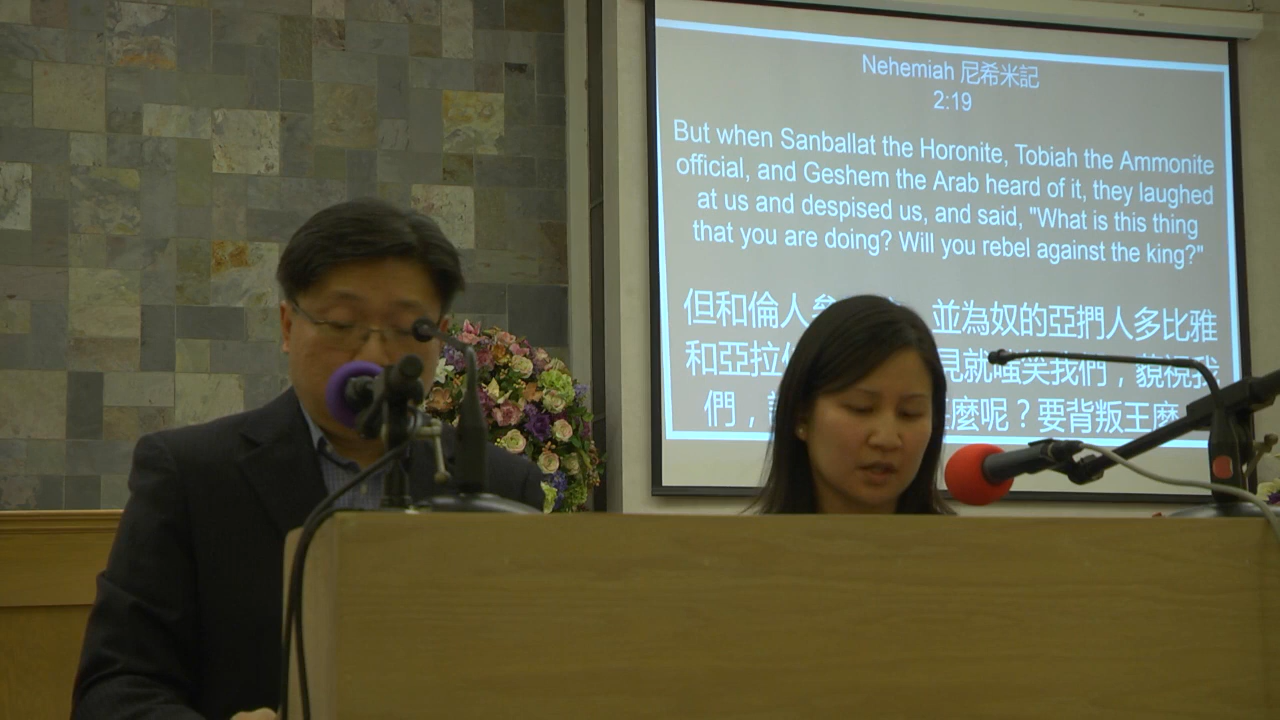 Nehemiah 尼希米記
2:19
But when Sanballat the Horonite, Tobiah the Ammonite
official, and Geshem the Arab heard of it, they laughed
at us and despised us, and said, "What is this thing
that you are doing? Will you rebel against the king?"
但和倫人 並為奴的亞捫人多比雅
和亞拉 見就嗤笑我們，藐視我
們， 麼呢？要背叛王麼